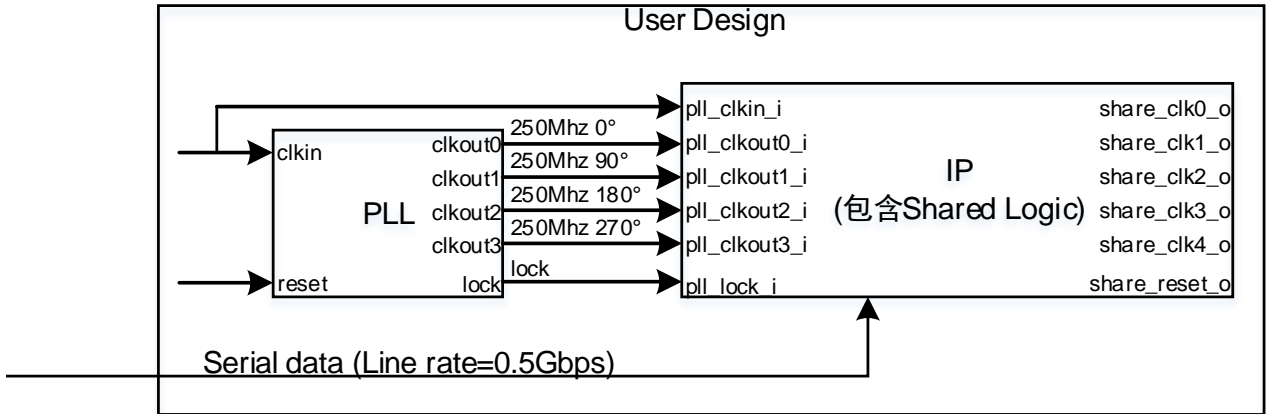 User Design
pll_clkin_i
share_clk0_o
250Mhz 0°
clkin
clkout0
pll_clkout0_i
share_clk1_o
250Mhz 90°
clkout1
pll_clkout1_i
IP
share_clk2_o
250Mhz 180°
PLL
clkout2
pll_clkout2_i
(包含Shared Logic)
share_clk3_o
250Mhz 270°
clkout3
pll_clkout3_i
share_clk4_o
lock
reset
lock
pll_lock_i
share_reset_o
Serial data (Line rate=0.5Gbps)